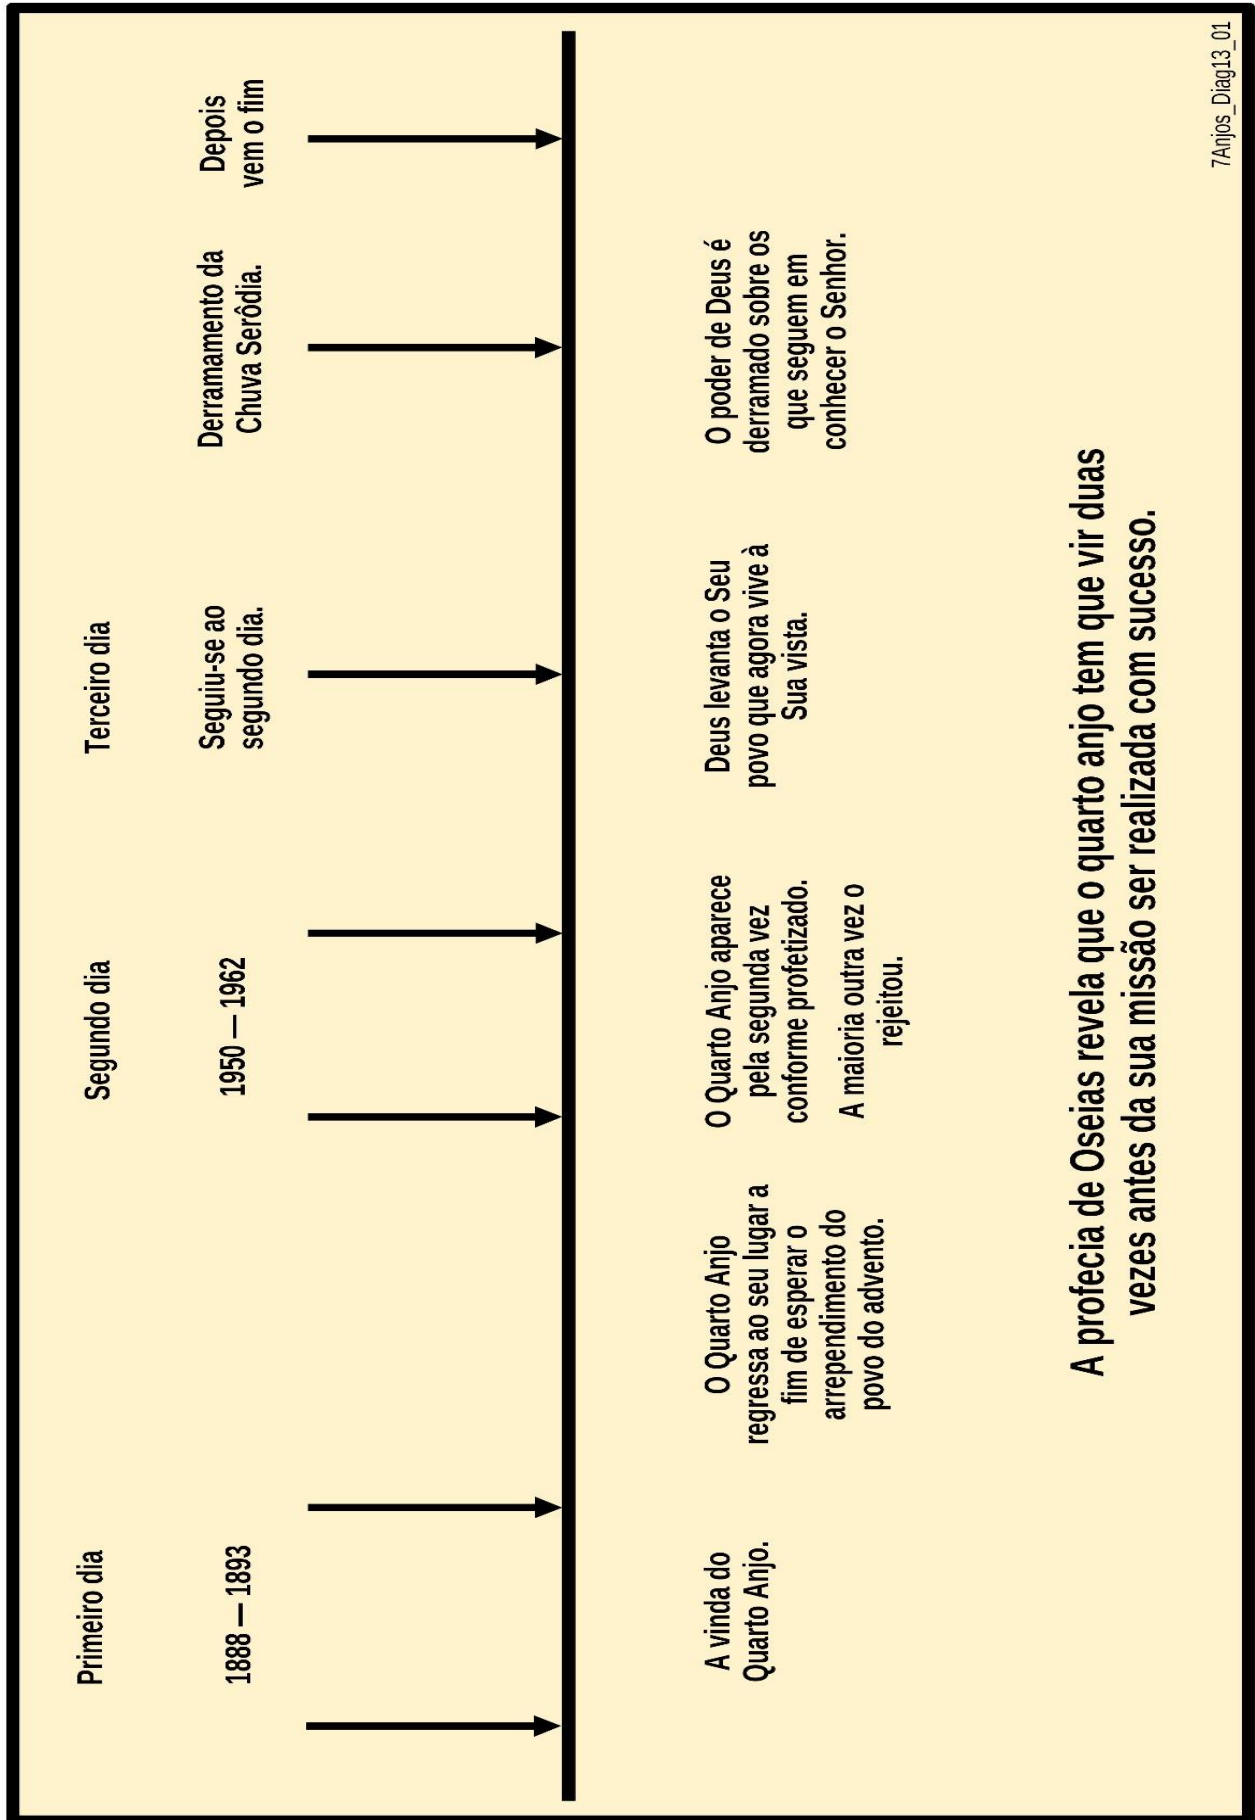 Primeiro dia
1888 — 1893
A vinda do
Quarto Anjo.
O Quarto Anjo
regressa ao seu lugar a
fim de esperar o
arrependimento do
povo do advento.
Segundo dia
1950 — 1962
O Quarto Anjo aparece
pela segunda vez
conforme profetizado.
A maioria outra vez o
rejeitou.
Terceiro dia
Seguiu-se ao
segundo dia.
Deus levanta o Seu
povo que agora vive à
Sua vista.
Derramamento da
Chuva Serôdia.
O poder de Deus é
derramado sobre os
que seguem em
conhecer o Senhor.
Depois
vem o fim
A profecia de Oseias revela que o quarto anjo tem que vir duas
vezes antes da sua missão ser realizada com sucesso.
7Anjos_Diag13_01